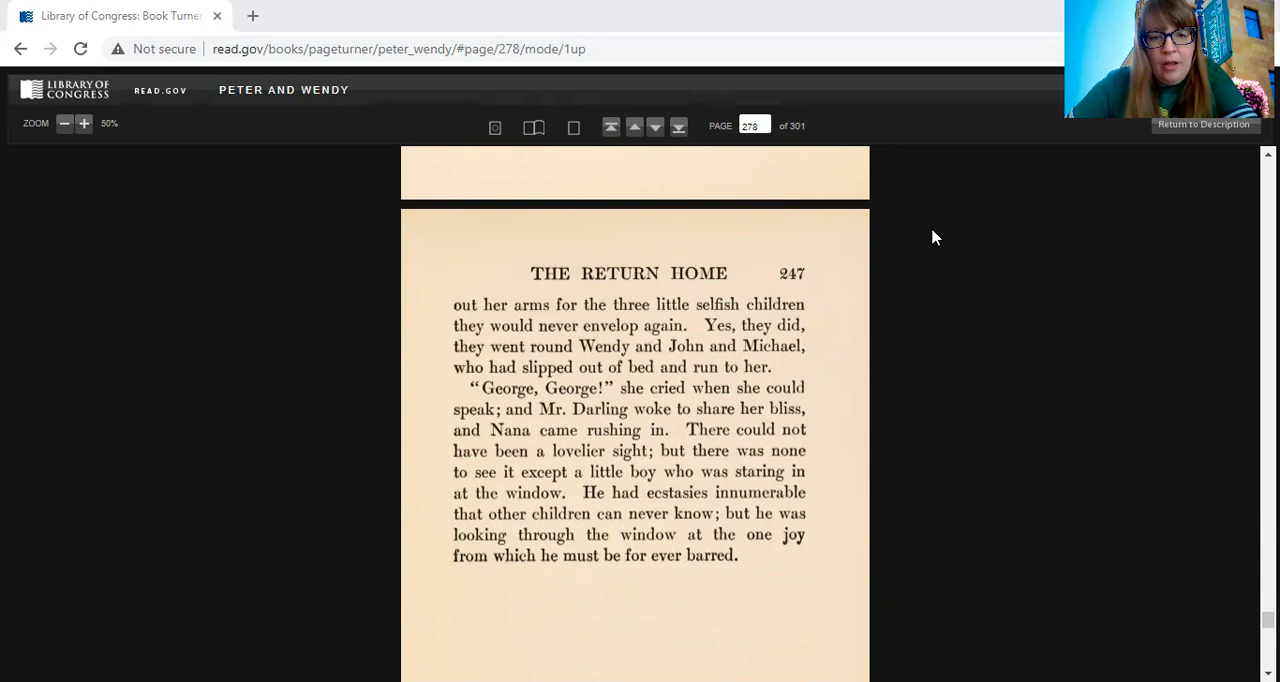 Library of Congress: Book Turner
Not secure read.gov/books/pageturner/peter_wendy/#page/278/mode/1up
LIBRARY OF CONGRESS READ.GOV PETER AND WENDY
ZOOM 50% PAGE 278 of 301 Return to Description
THE RETURN HOME 247
out her arms for the three little selfish children
they would never envelop again. Yes, they did,
they went round Wendy and John and Michael,
who had slipped out of bed and run to her.
"George, George!" she cried when she could
speak; and Mr. Darling woke to share her bliss,
and Nana came rushing in. There could not
have been a lovelier sight; but there was none
to see it except a little boy who was staring in
at the window. He had ecstasies innumerable
that other children can never know; but he was
looking through the window at the one joy
from which he must be for ever barred.